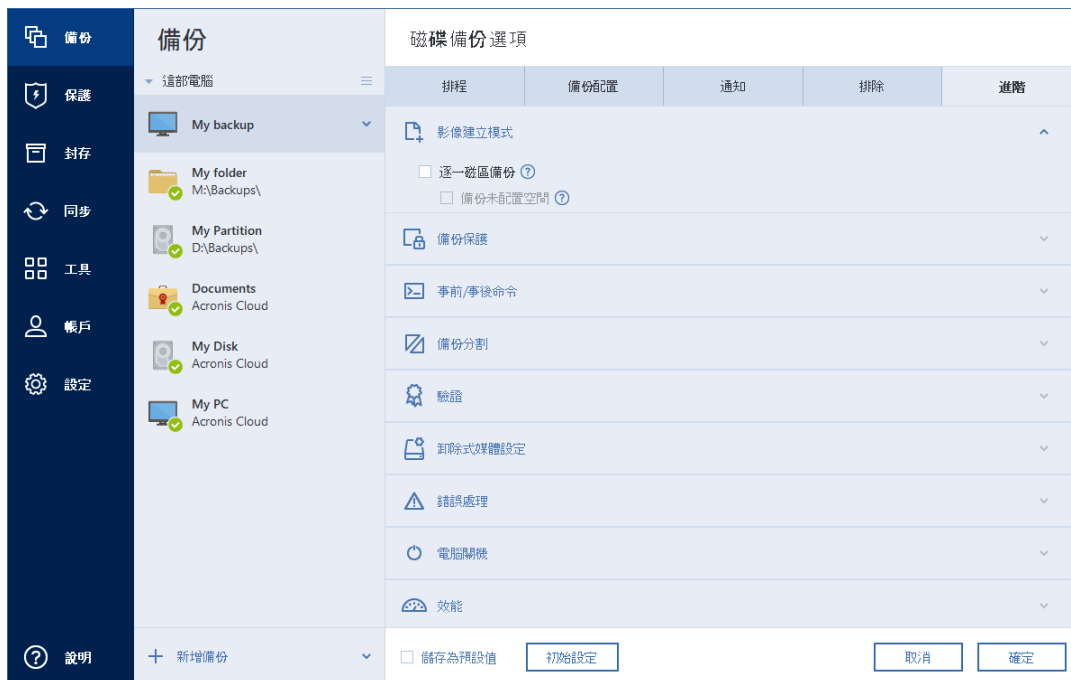 備份
保護
封存
同步
工具
帳戶
設定
說明
備份
這部電腦
My backup
My folder
M:\Backups\
My Partition
D:\Backups\
Documents
Acronis Cloud
My Disk
Acronis Cloud
My PC
Acronis Cloud
新增備份
磁碟備份選項
排程
備份配置
通知
排除
進階
影像建立模式
逐一磁區備份
備份未配置空間
備份保護
事前/事後命令
備份分割
驗證
卸除式媒體設定
錯誤處理
電腦關機
效能
儲存為預設值
初始設定
取消
確定